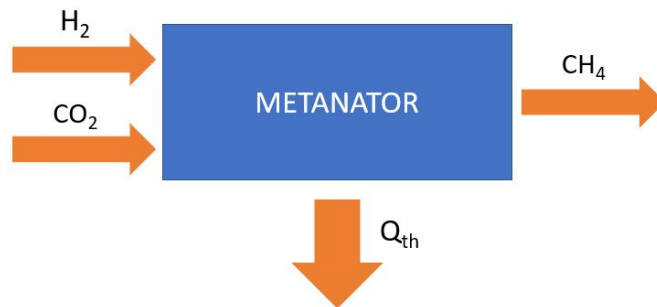 H₂
CO₂
METANATOR
CH₄
Qth